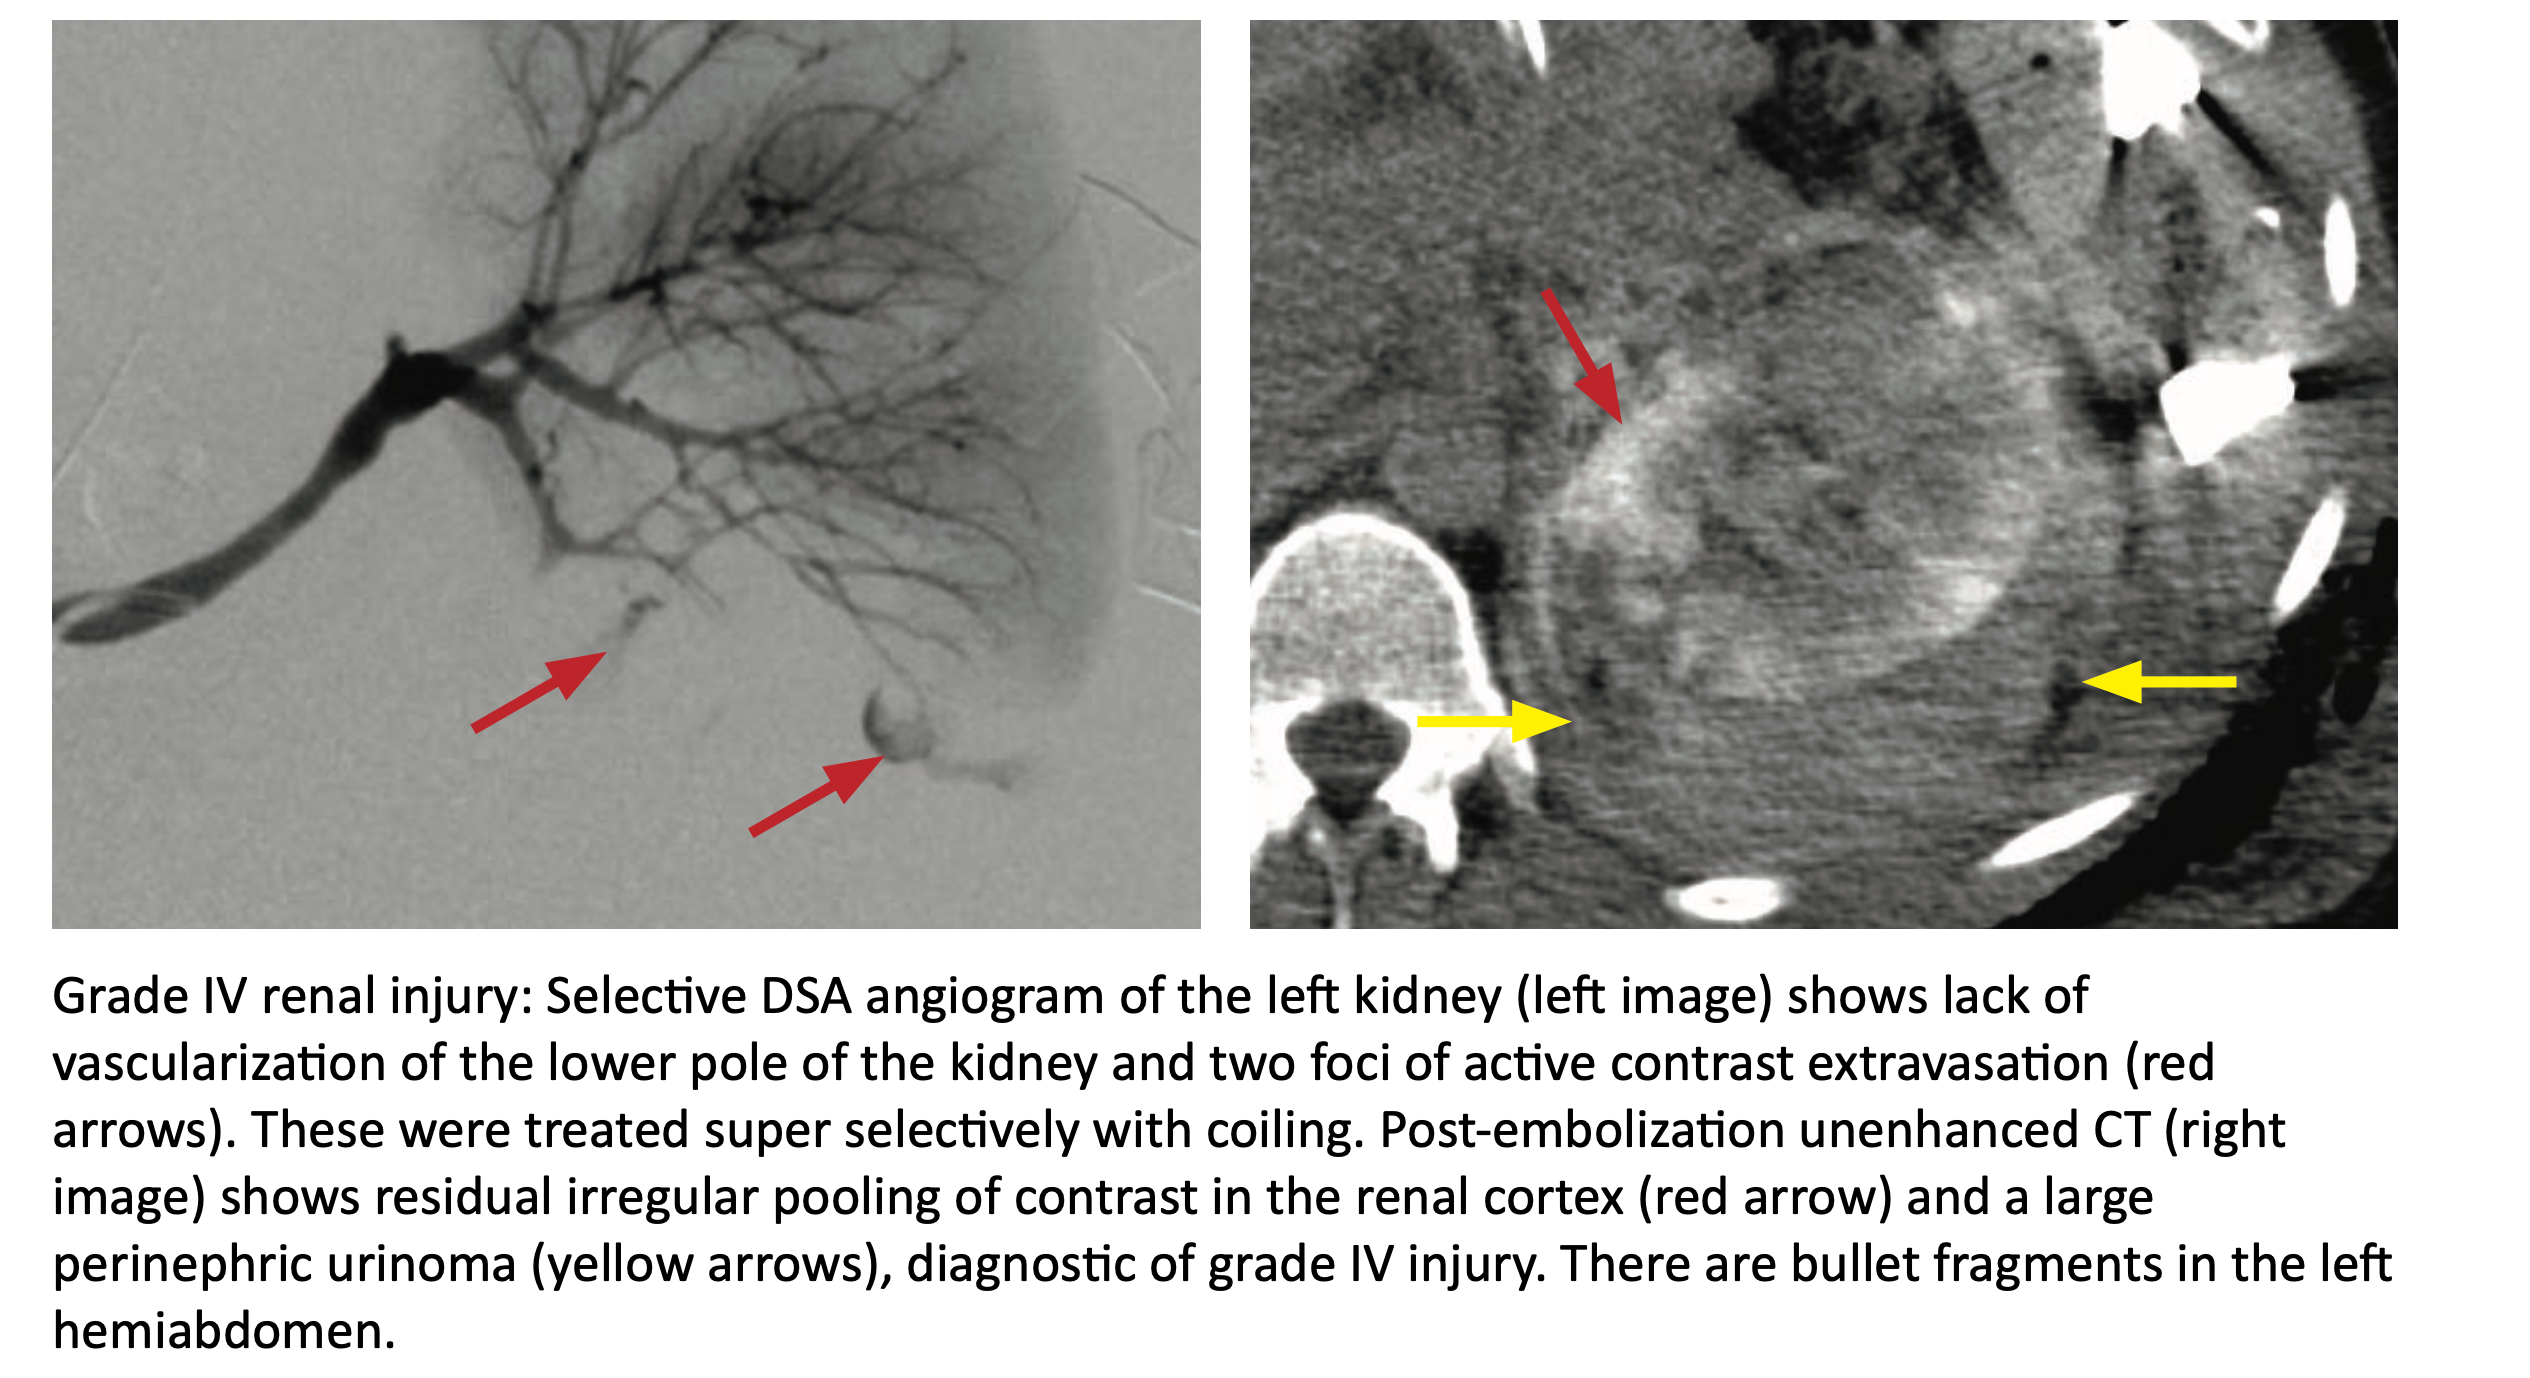 Grade IV renal injury: Selective DSA angiogram of the left kidney (left image) shows lack of
vascularization of the lower pole of the kidney and two foci of active contrast extravasation (red
arrows). These were treated super selectively with coiling. Post-embolization unenhanced CT (right
image) shows residual irregular pooling of contrast in the renal cortex (red arrow) and a large
perinephric urinoma (yellow arrows), diagnostic of grade IV injury. There are bullet fragments in the left
hemiabdomen.